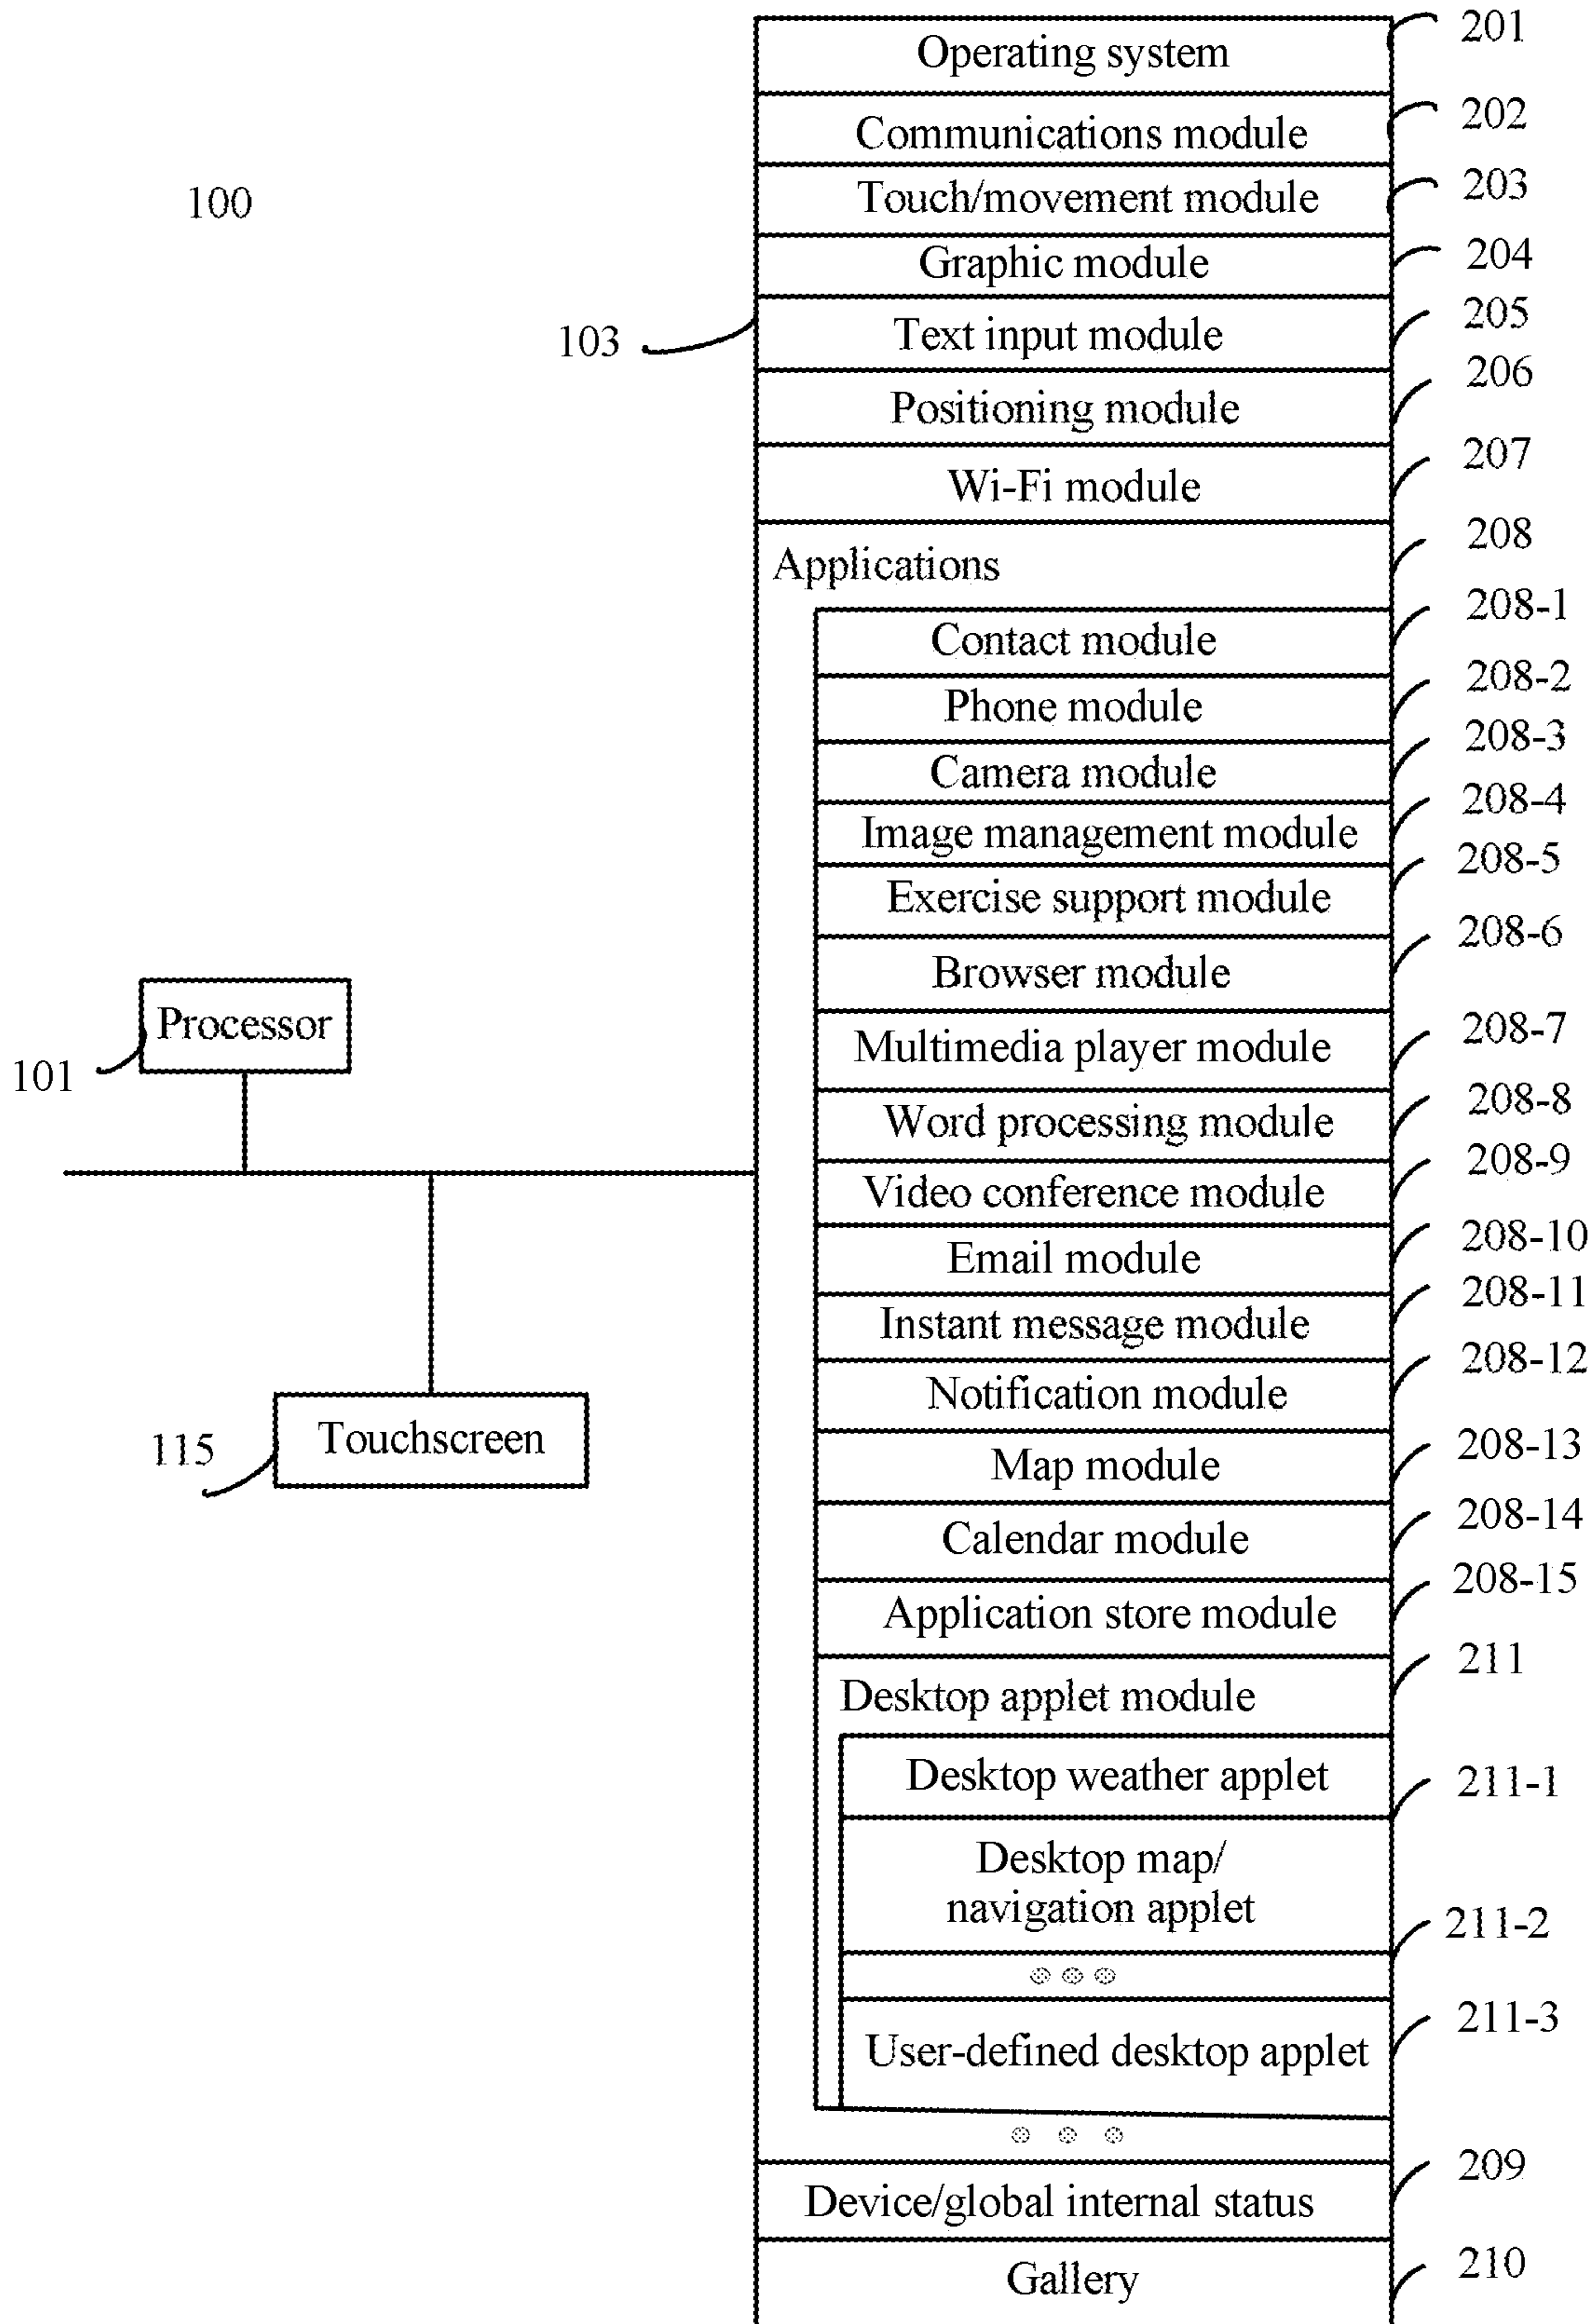 Operating system 201
Communications module 202
100
Touch/movement module 203
Graphic module 204
103
Text input module 205
Positioning module 206
Wi-Fi module 207
Applications 208
Contact module 208-1
Phone module 208-2
Camera module 208-3
Image management module 208-4
Exercise support module 208-5
Browser module 208-6
Processor
101
Multimedia player module 208-7
Word processing module 208-8
Video conference module 208-9
Email module 208-10
Instant message module 208-11
Notification module 208-12
Touchscreen
115
Map module 208-13
Calendar module 208-14
Application store module 208-15
Desktop applet module 211
Desktop weather applet 211-1
Desktop map/
navigation applet 211-2
User-defined desktop applet 211-3
Device/global internal status 209
Gallery 210